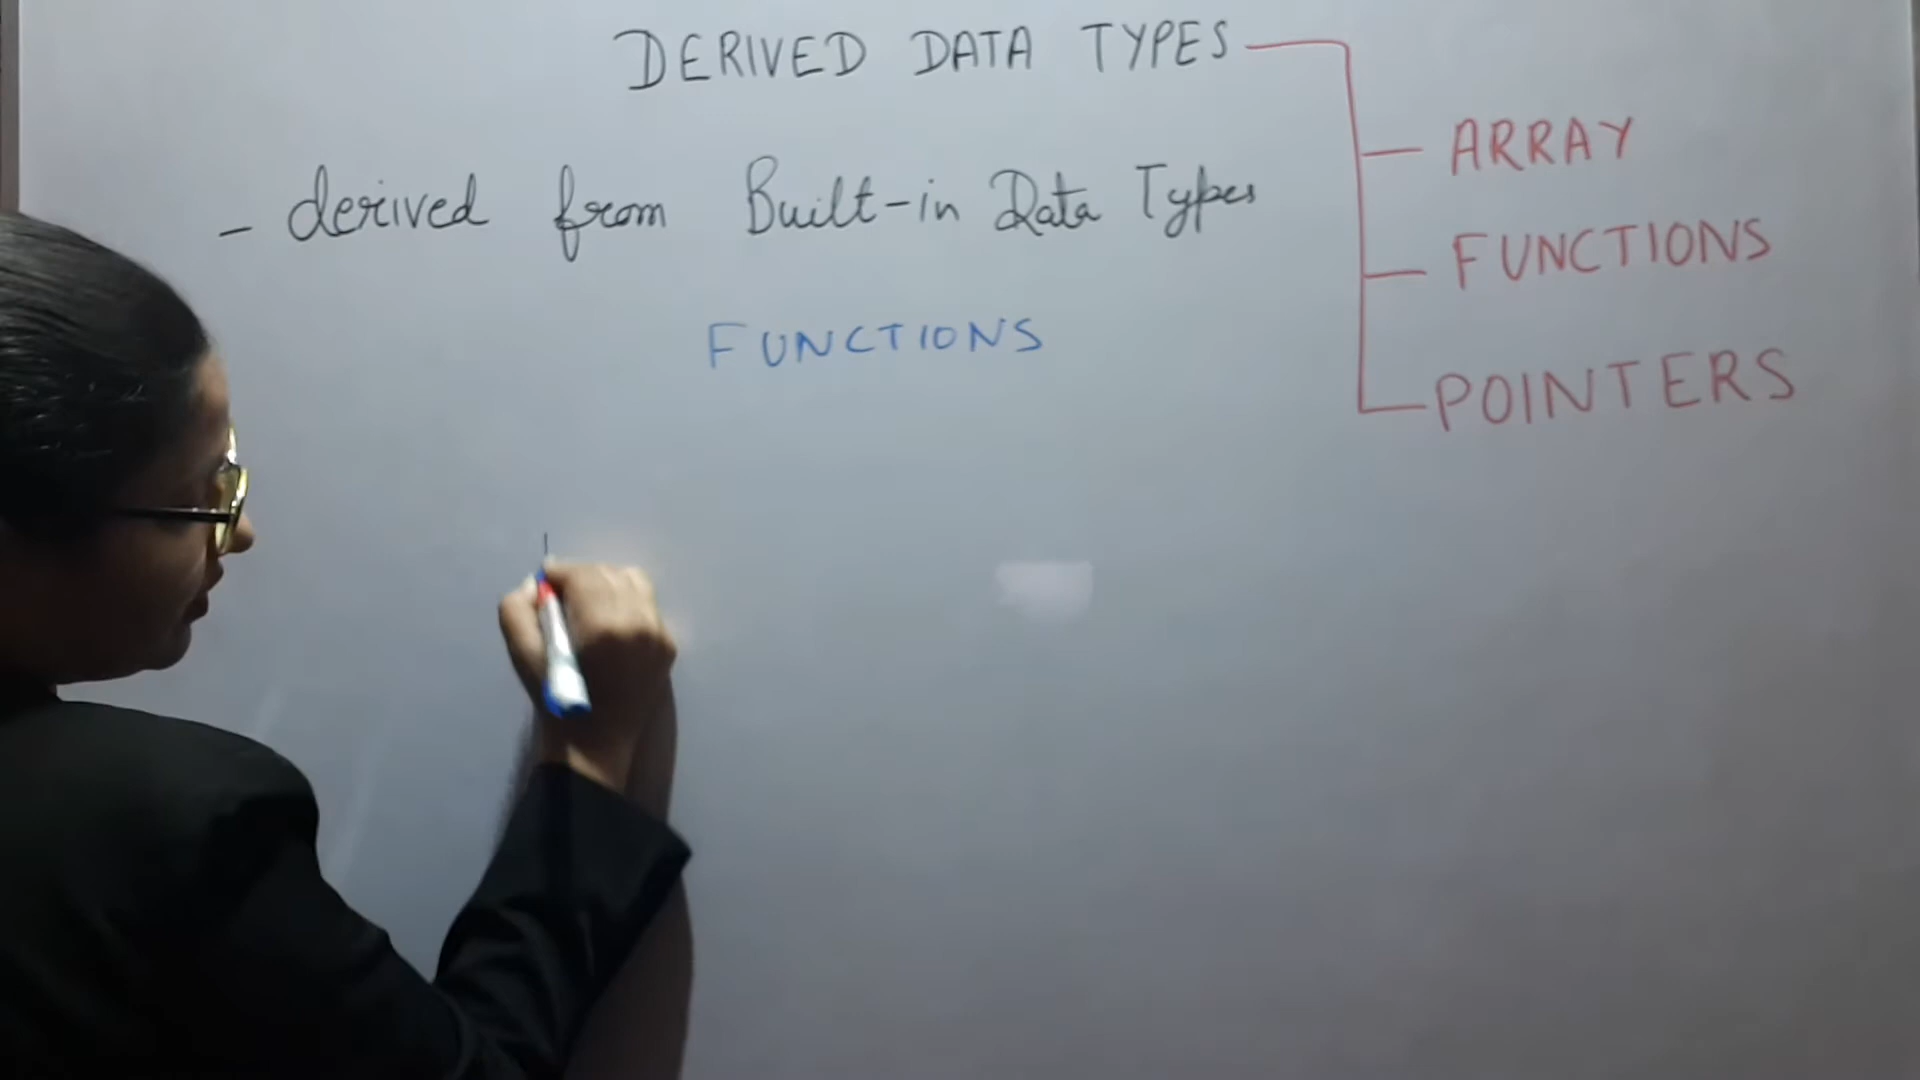 DERIVED DATA TYPES
- derived from Built-in Data Types
FUNCTIONS
ARRAY
FUNCTIONS
POINTERS